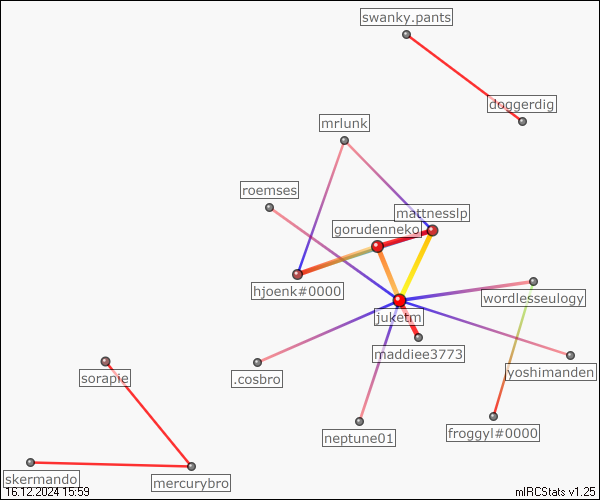 swanky.pants
doggerdig
mrlunk
roemses
mattnesslp
gorudenneko
hjoenk#0000
wordlesseulogy
juketm
maddiee3773
.cosbro
yoshimanden
sorapie
neptune01
froggyl#0000
skermando
mercurybro
16.12.2024 15:59
mIRCStats v1.25